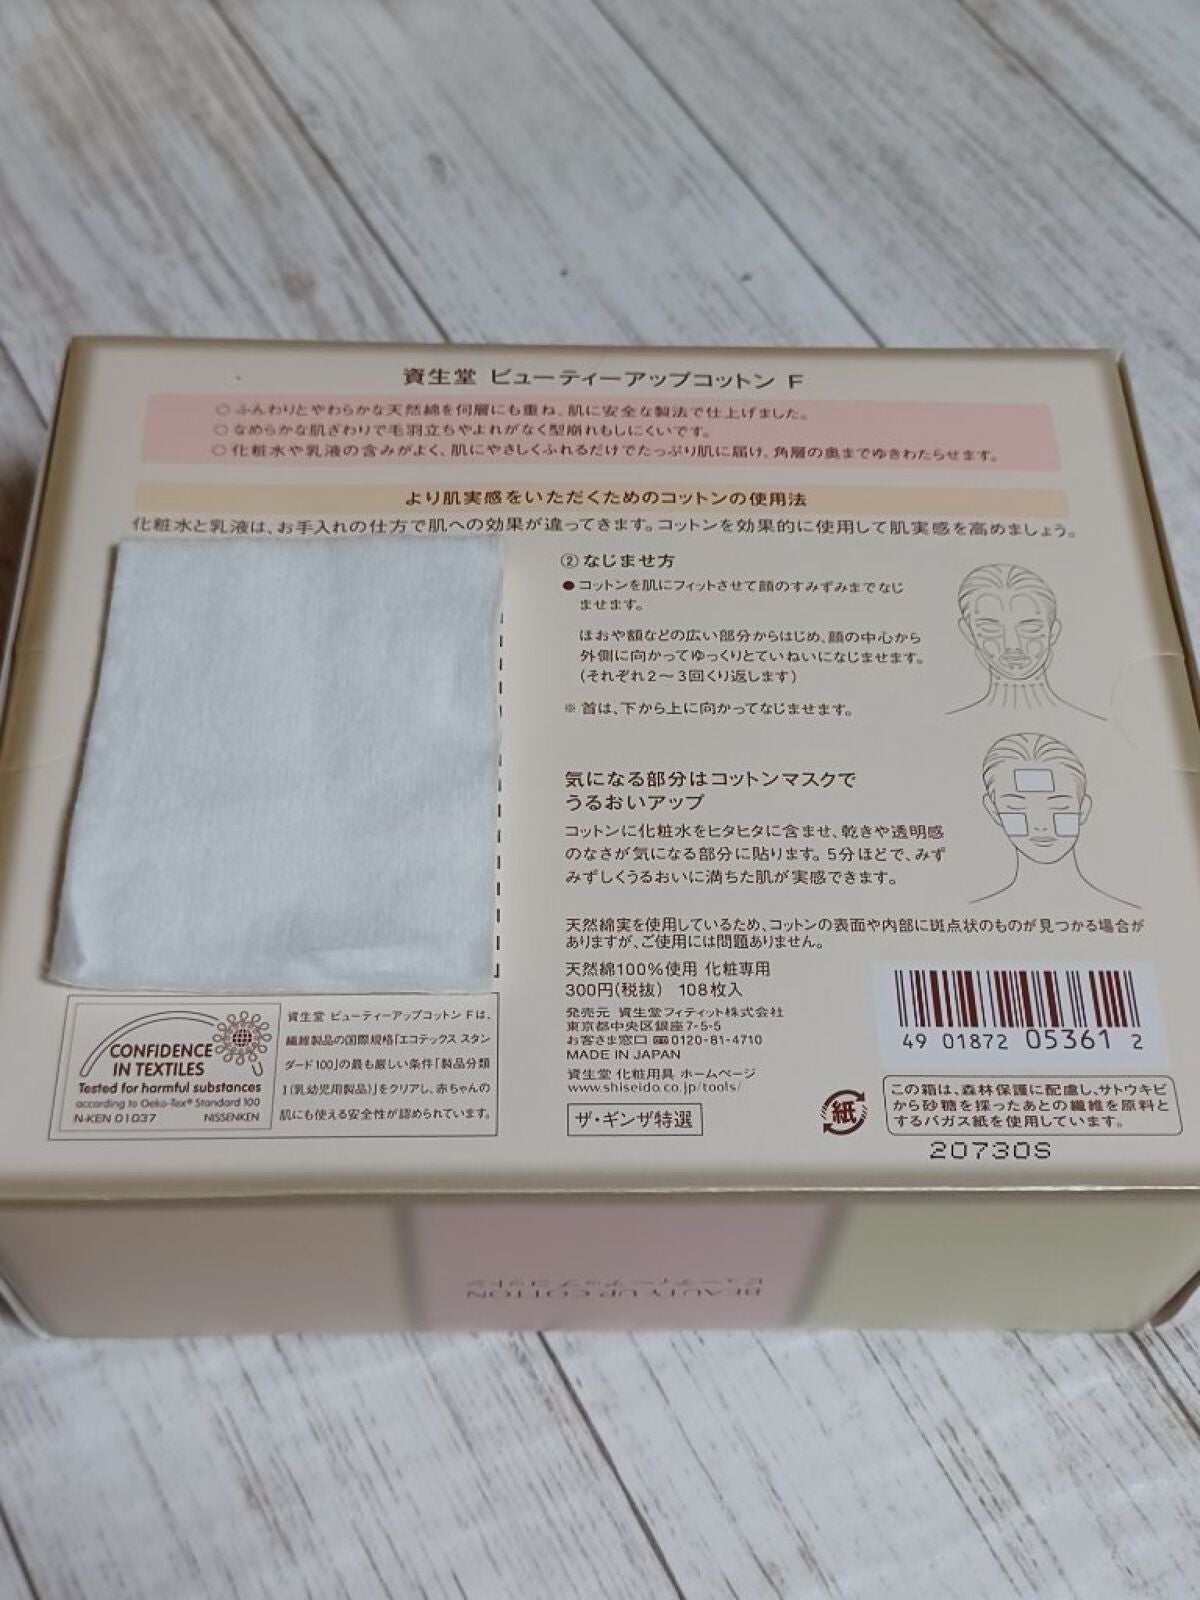 資生堂 ビューティーアップコットン F
○ふんわりとやわらかな天然綿を何層にも重ね、肌に安全な製法で仕上げました。
○なめらかな肌ざわりで毛羽立ちやよれがなく型崩れもしにくいです。
○化粧水や乳液の含みがよく、肌にやさしくふれるだけでたっぷり肌に届け、角層の奥までゆきわたらせます。
より肌実感をいただくためのコットンの使用法
化粧水と乳液は、お手入れの仕方で肌への効果が違ってきます。コットンを効果的に使用して肌実感を高めましょう。
②なじませ方
●コットンを肌にフィットさせて顔のすみずみまでなじ
ませます。
ほおや額などの広い部分からはじめ、顔の中心から
外側に向かってゆっくりとていねいになじませます。
(それぞれ2〜3回くり返します)
※首は、下から上に向かってなじませます。
気になる部分はコットンマスクで
うるおいアップ
コットンに化粧水をヒタヒタに含ませ、乾きや透明感
のなさが気になる部分に貼ります。5分ほどで、みず
みずしくうるおいに満ちた肌が実感できます。
天然綿実を使用しているため、コットンの表面や内部に斑点状のものが見つかる場合が
ありますが、ご使用には問題ありません。
天然綿100%使用 化粧専用
300円(税抜) 108枚入
発売元 資生堂フィティット株式会社
東京都中央区銀座7-5-5
お客さま窓口 0120-81-4710
MADE IN JAPAN
資生堂 化粧用具 ホームページ
www.shiseido.co.jp/tools/
ザ・ギンザ特選
CONFIDENCE
IN TEXTILES
Tested for harmful substances
according to Oeko-Tex® Standard 100
N-KEN 01037 NISSENKEN
資生堂 ビューティーアップコットン Fは、
繊維製品の国際規格「エコテックス スタン
ダード100」の最も厳しい条件「製品分類
I(乳幼児用製品)」をクリアし、赤ちゃんの
肌にも使える安全性が認められています。
49 01872 05361 2
紙
この箱は、森林保護に配慮し、サトウキビ
から砂糖を採ったあとの繊維を原料と
するバガス紙を使用しています。
20730S
BEAUTY UP COTTON
ビューティーアップ コットン